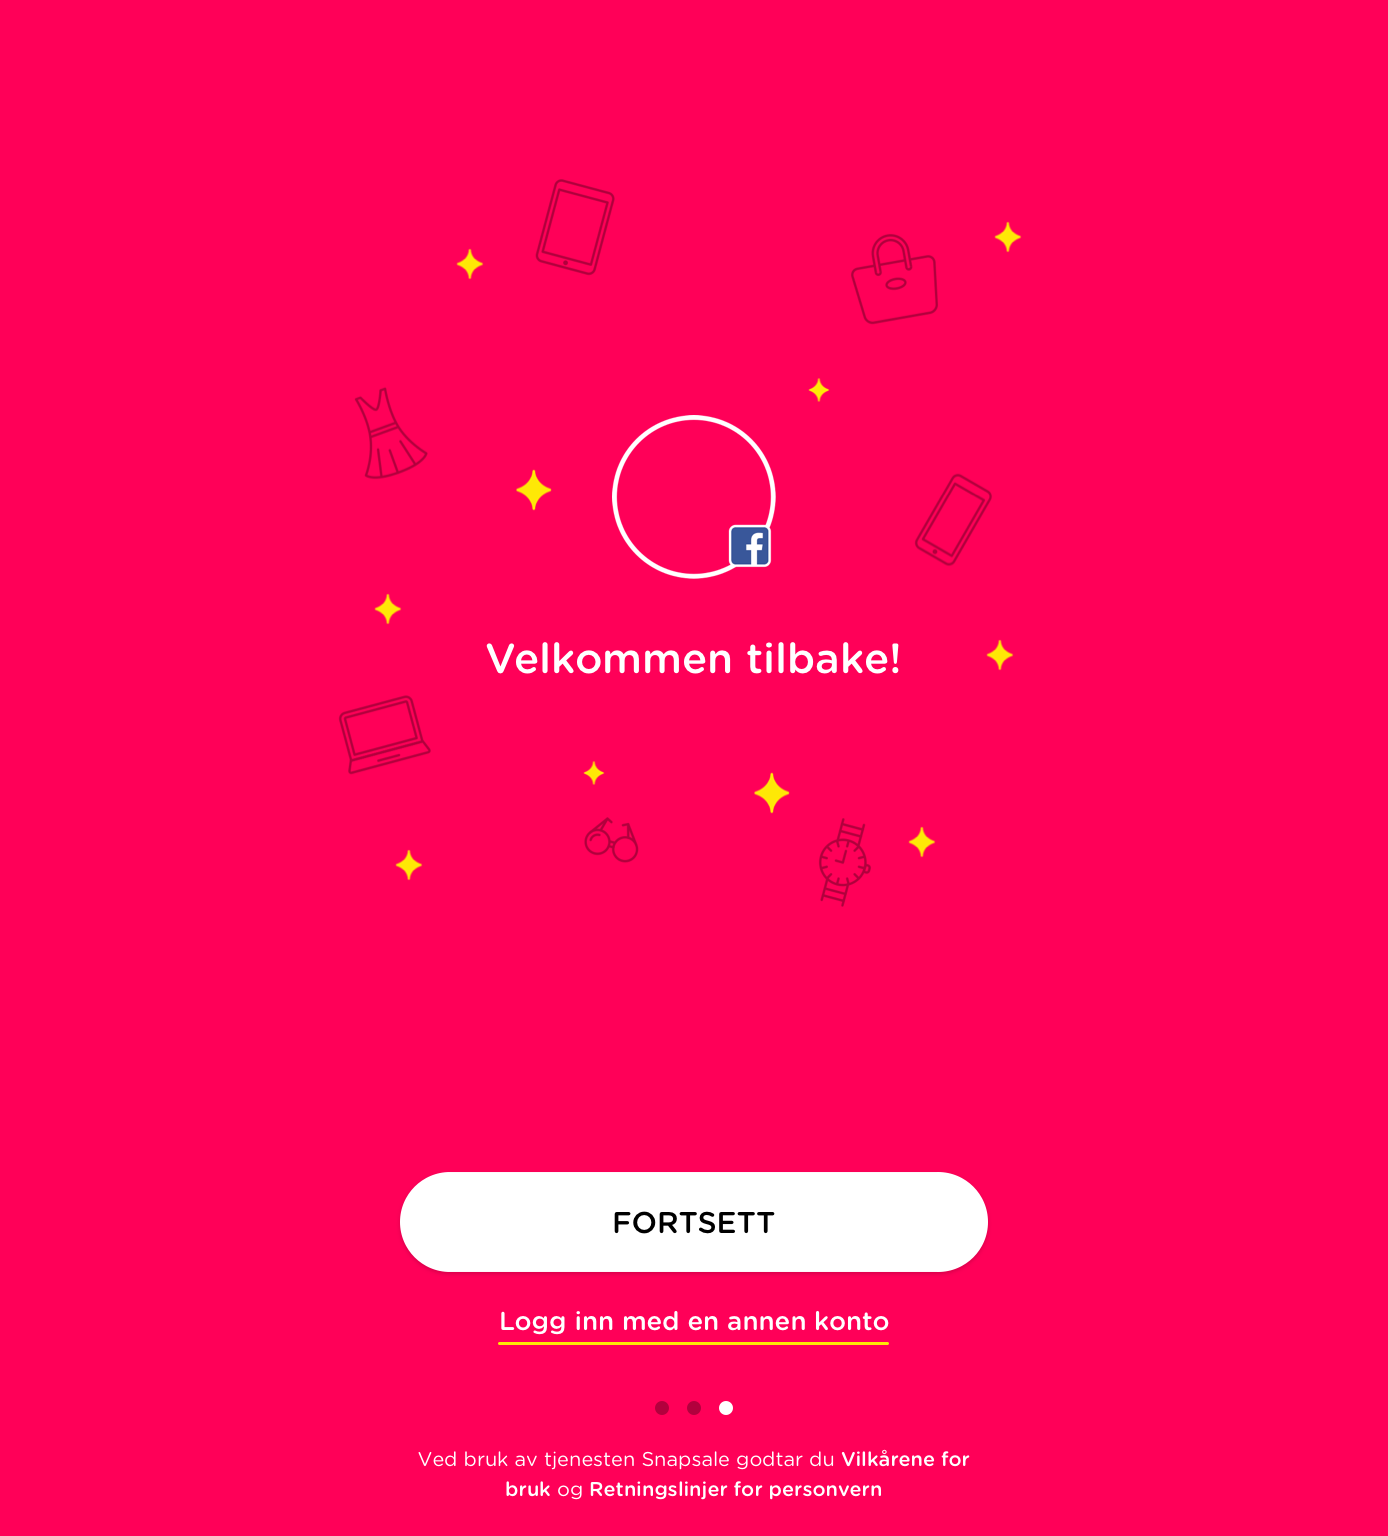 Velkommen tilbake!
FORTSETT
Logg inn med en annen konto
Ved bruk av tjenesten Snapsale godtar du Vilkårene for
bruk og Retningslinjer for personvern